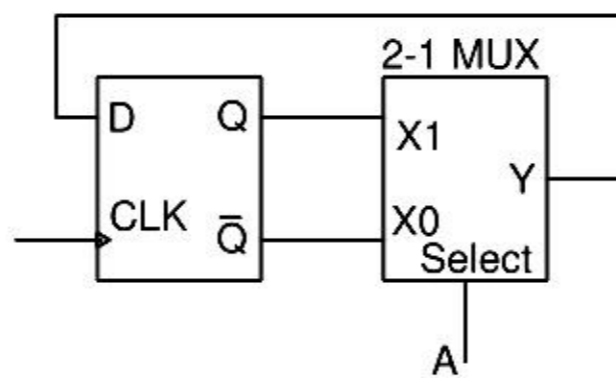 2-1 MUX
D Q
X1
Y
CLK Q̅
X0
Select
A